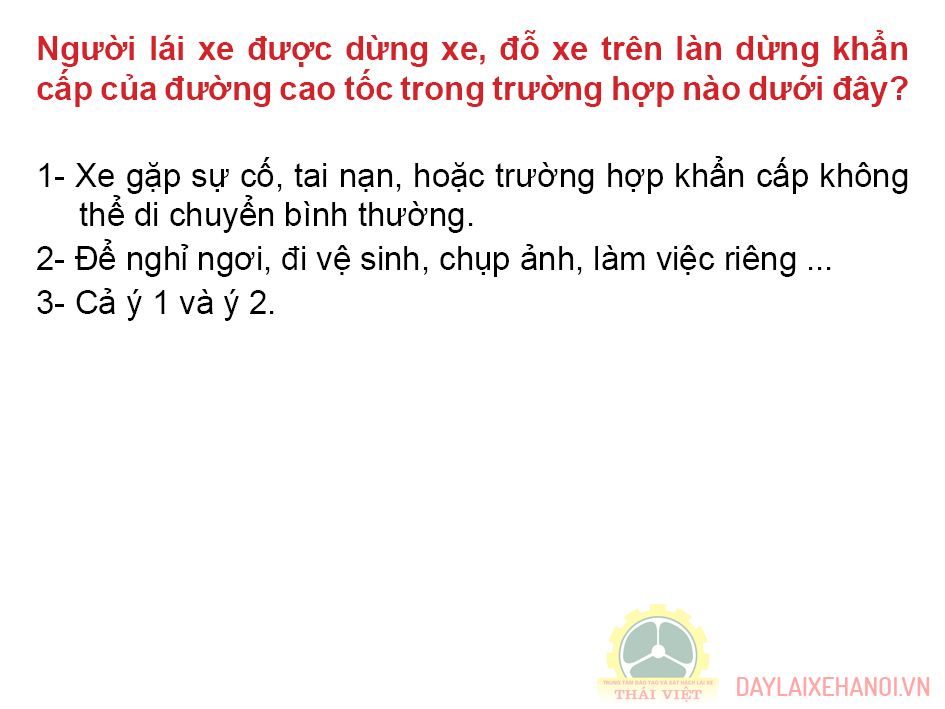 Người lái xe được dừng xe, đỗ xe trên làn dừng khẩn
cấp của đường cao tốc trong trường hợp nào dưới đây?
1- Xe gặp sự cố, tai nạn, hoặc trường hợp khẩn cấp không
thể di chuyển bình thường.
2- Để nghỉ ngơi, đi vệ sinh, chụp ảnh, làm việc riêng ...
3- Cả ý 1 và ý 2.
TRUNG TÂM ĐÀO TẠO VÀ SÁT HẠCH LÁI XE
THÁI VIỆT
DAYLAIXEHANOI.VN